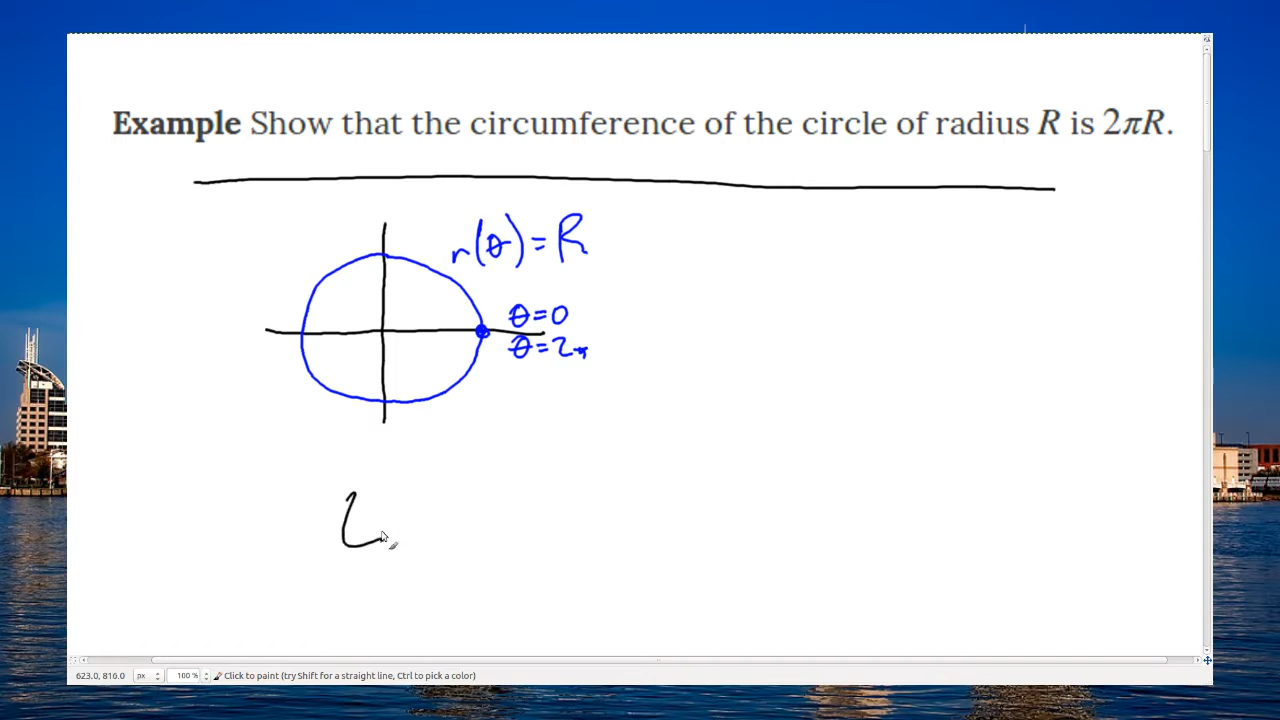 Example Show that the circumference of the circle of radius R is 2πR.
r(θ) = R
θ = 0
θ = 2π
L
623.0, 816.0 px 100 % Click to paint (try Shift for a straight line, Ctrl to pick a color)